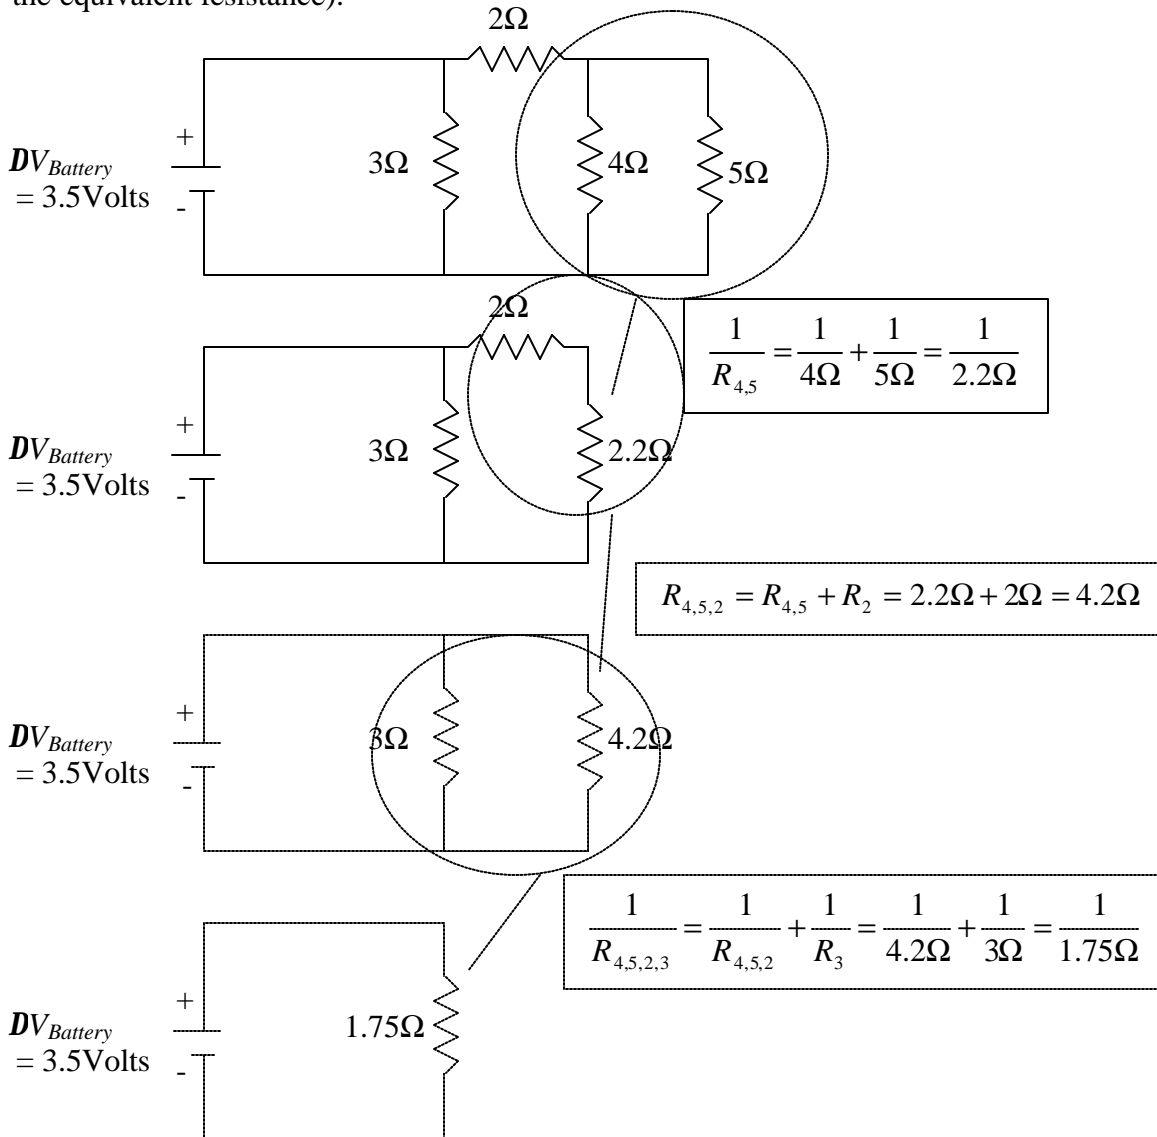 the equivalent resistance).
2Ω
+
DV_Battery
= 3.5Volts
-
3Ω
4Ω
5Ω
2Ω
1/R_4,5 = 1/4Ω + 1/5Ω = 1/2.2Ω
+
DV_Battery
= 3.5Volts
-
3Ω
2.2Ω
R_4,5,2 = R_4,5 + R_2 = 2.2Ω + 2Ω = 4.2Ω
+
DV_Battery
= 3.5Volts
-
3Ω
4.2Ω
1/R_4,5,2,3 = 1/R_4,5,2 + 1/R_3 = 1/4.2Ω + 1/3Ω = 1/1.75Ω
+
DV_Battery
= 3.5Volts
-
1.75Ω